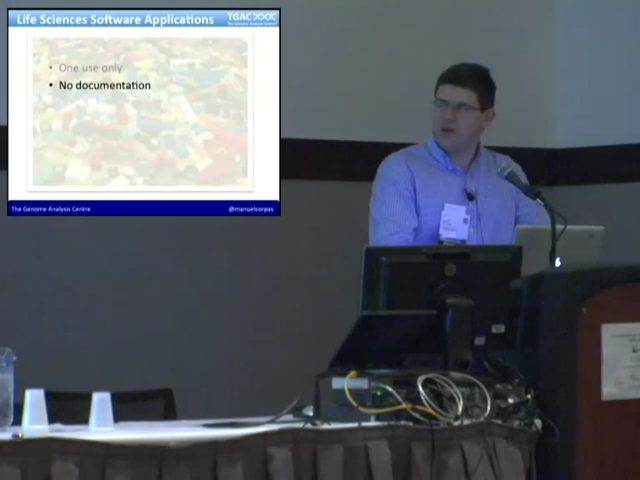 Life Sciences Software Applications
TGAC
The Genome Analysis Centre
• One use only
• No documentation
The Genome Analysis Centre
@manuelcorpas